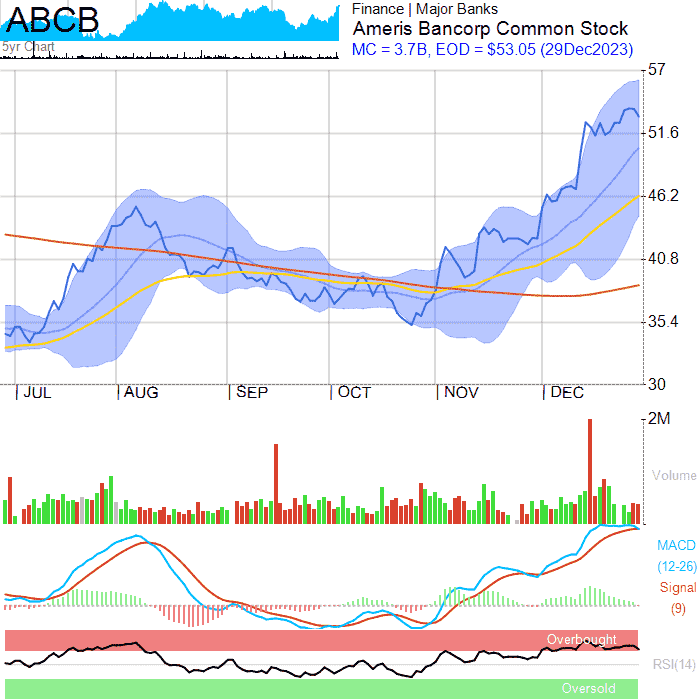 ABCB
5yr Chart
Finance | Major Banks
Ameris Bancorp Common Stock
MC = 3.7B, EOD = $53.05 (29Dec2023)
57
51.6
46.2
40.8
35.4
30
JUL AUG SEP OCT NOV DEC
2M
Volume
MACD
(12-26)
Signal
(9)
Overbought
RSI(14)
Oversold